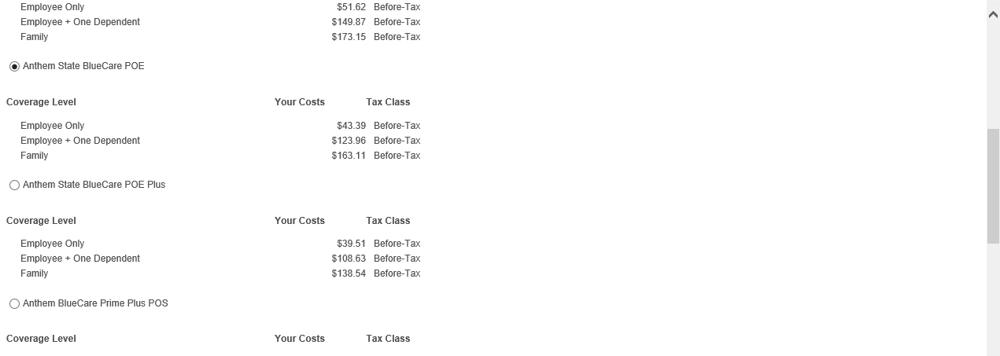 Employee Only $51.62 Before-Tax
Employee + One Dependent $149.87 Before-Tax
Family $173.15 Before-Tax
Anthem State BlueCare POE
Coverage Level Your Costs Tax Class
Employee Only $43.39 Before-Tax
Employee + One Dependent $123.96 Before-Tax
Family $163.11 Before-Tax
Anthem State BlueCare POE Plus
Coverage Level Your Costs Tax Class
Employee Only $39.51 Before-Tax
Employee + One Dependent $108.63 Before-Tax
Family $138.54 Before-Tax
Anthem BlueCare Prime Plus POS
Coverage Level Your Costs Tax Class